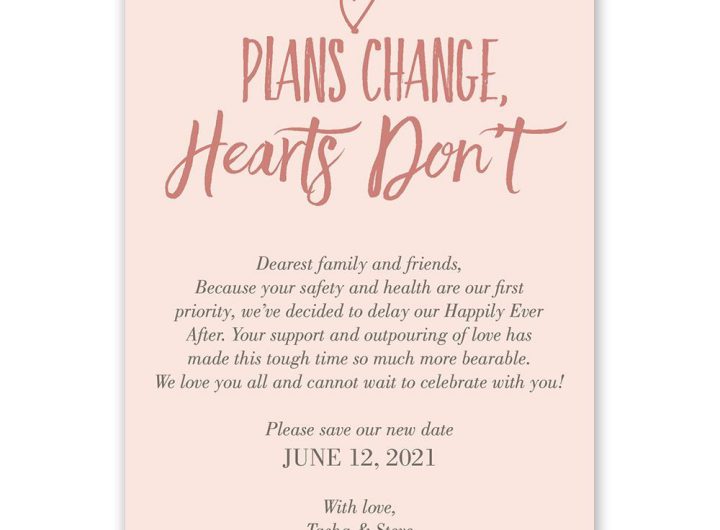 PLANS CHANGE,
Hearts Don't
Dearest family and friends,
Because your safety and health are our first
priority, we've decided to delay our Happily Ever
After. Your support and outpouring of love has
made this tough time so much more bearable.
We love you all and cannot wait to celebrate with you!
Please save our new date
JUNE 12, 2021
With love,
Tasha & Steve